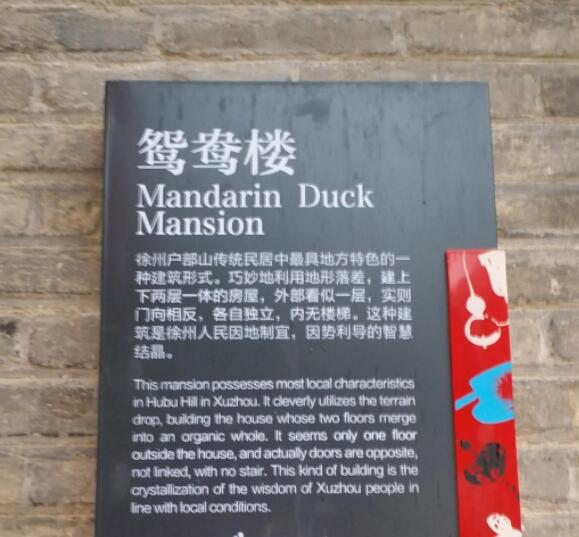 鸳鸯楼
Mandarin Duck
Mansion
徐州户部山传统民居中最具地方特色的一
种建筑形式。巧妙地利用地形落差，建上
下两层一体的房屋，外部看似一层，实则
门向相反、各自独立，内无楼梯。这种建
筑是徐州人民因地制宜，因势利导的智慧
结晶。
This mansion possesses most local characteristics
in Hubu Hill in Xuzhou. It cleverly utilizes the terrain
drop, building the house whose two floors merge
into an organic whole. It seems only one floor
outside the house, and actually doors are opposite,
not linked, with no stair. This kind of building is the
crystallization of the wisdom of Xuzhou people in
line with local conditions.